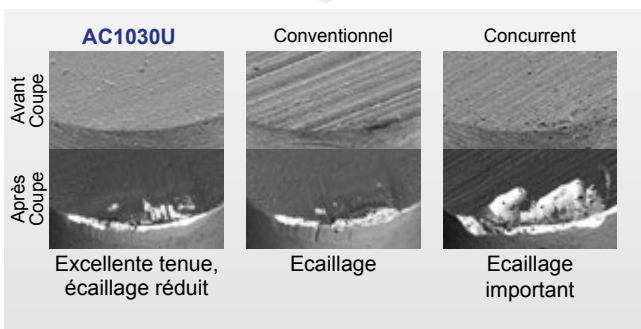 AC1030U
Conventionnel
Concurrent
Avant
Coupe
Après
Coupe
Excellente tenue,
écaillage réduit
Ecaillage
Ecaillage
important